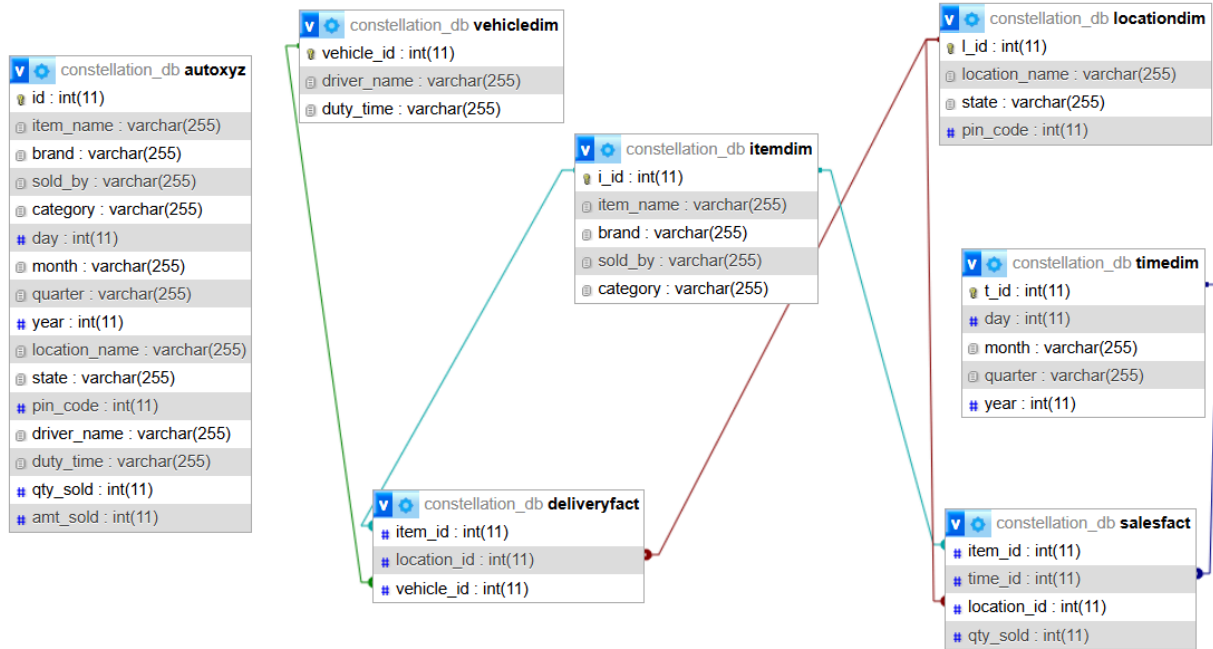 constellation_db autoxyz
id : int(11)
item_name : varchar(255)
brand : varchar(255)
sold_by : varchar(255)
category : varchar(255)
day : int(11)
month : varchar(255)
quarter : varchar(255)
year : int(11)
location_name : varchar(255)
state : varchar(255)
pin_code : int(11)
driver_name : varchar(255)
duty_time : varchar(255)
qty_sold : int(11)
amt_sold : int(11)
constellation_db vehicledim
vehicle_id : int(11)
driver_name : varchar(255)
duty_time : varchar(255)
constellation_db itemdim
i_id : int(11)
item_name : varchar(255)
brand : varchar(255)
sold_by : varchar(255)
category : varchar(255)
constellation_db deliveryfact
item_id : int(11)
location_id : int(11)
vehicle_id : int(11)
constellation_db locationdim
l_id : int(11)
location_name : varchar(255)
state : varchar(255)
pin_code : int(11)
constellation_db timedim
t_id : int(11)
day : int(11)
month : varchar(255)
quarter : varchar(255)
year : int(11)
constellation_db salesfact
item_id : int(11)
time_id : int(11)
location_id : int(11)
qty_sold : int(11)